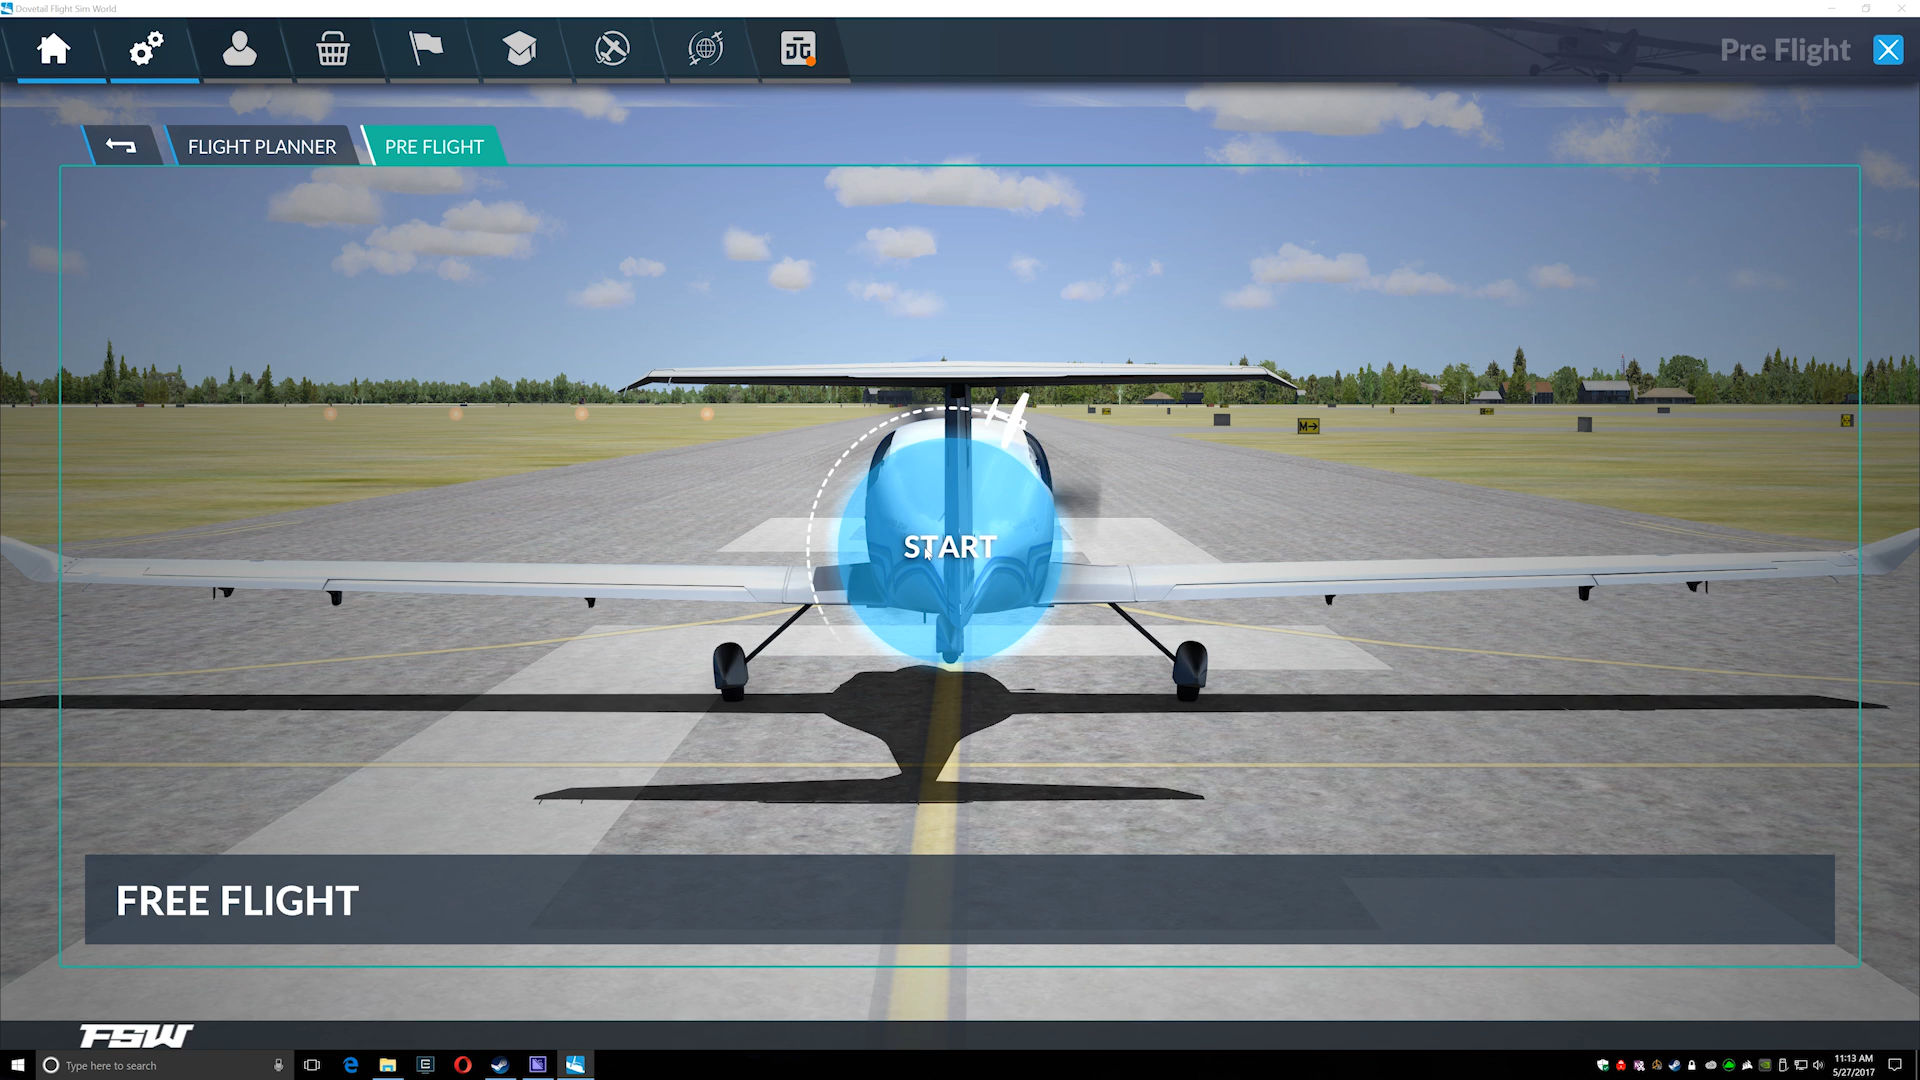 Dovetail Flight Sim World
Pre Flight
FLIGHT PLANNER
PRE FLIGHT
M→
START
FREE FLIGHT
FSW
Type here to search
11:13 AM
5/27/2017